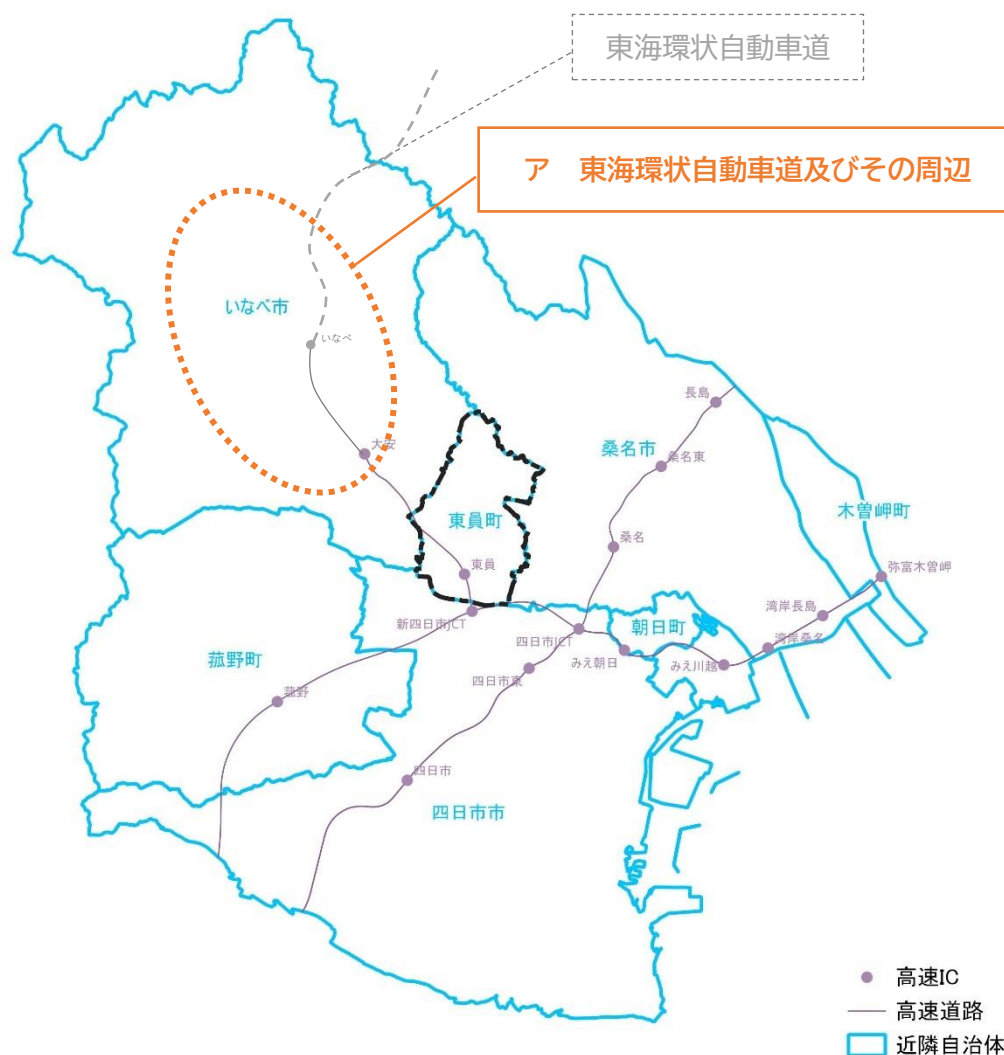 東海環状自動車道
ア　東海環状自動車道及びその周辺
いなべ市
いなべ
長島
大安
桑名市
桑名東
木曽岬町
東員町
桑名
東員
弥富木曽岬
湾岸長島
新四日市JCT
朝日町
四日市JCT
湾岸桑名
みえ朝日
みえ川越
菰野町
四日市東
菰野
四日市
四日市市
高速IC
高速道路
近隣自治体